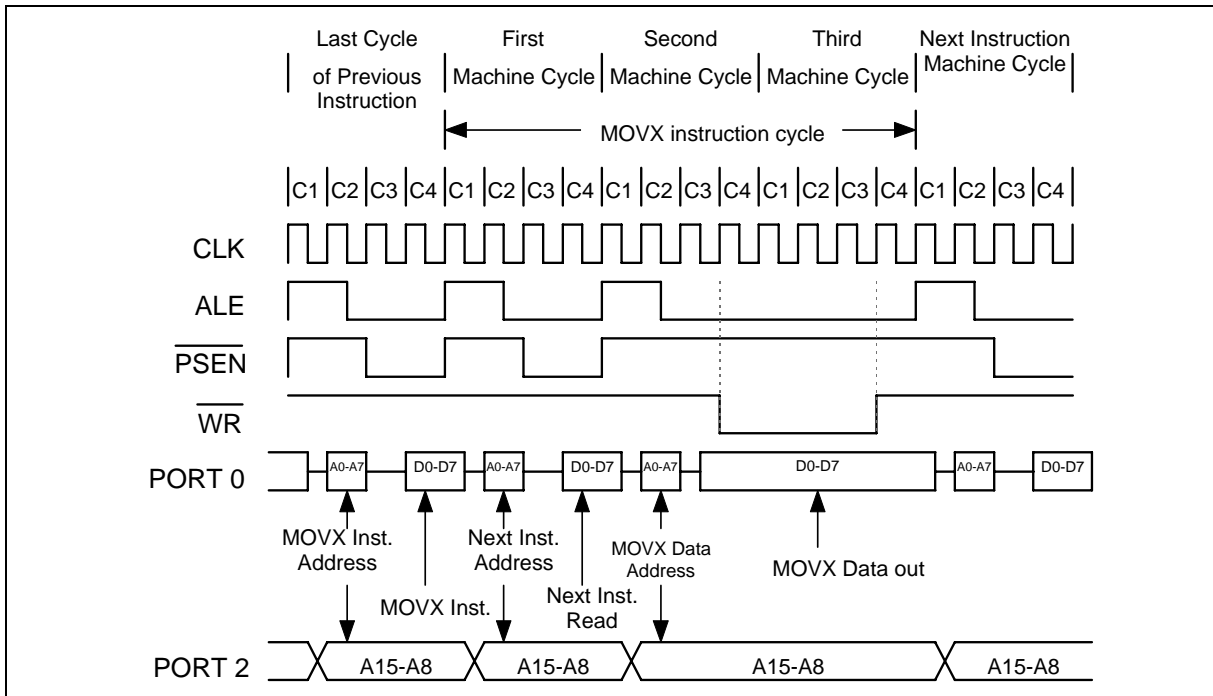 Last Cycle
of Previous
Instruction
First
Machine Cycle
Second
Machine Cycle
Third
Machine Cycle
Next Instruction
Machine Cycle
MOVX instruction cycle
C1 C2 C3 C4 C1 C2 C3 C4 C1 C2 C3 C4 C1 C2 C3 C4 C1 C2 C3 C4
CLK
ALE
PSEN
WR
PORT 0
A0-A7 D0-D7 A0-A7 D0-D7 A0-A7 D0-D7 A0-A7 D0-D7
MOVX Inst.
Address
MOVX Inst.
Next Inst.
Address
Next Inst.
Read
MOVX Data
Address
MOVX Data out
PORT 2
A15-A8 A15-A8 A15-A8 A15-A8